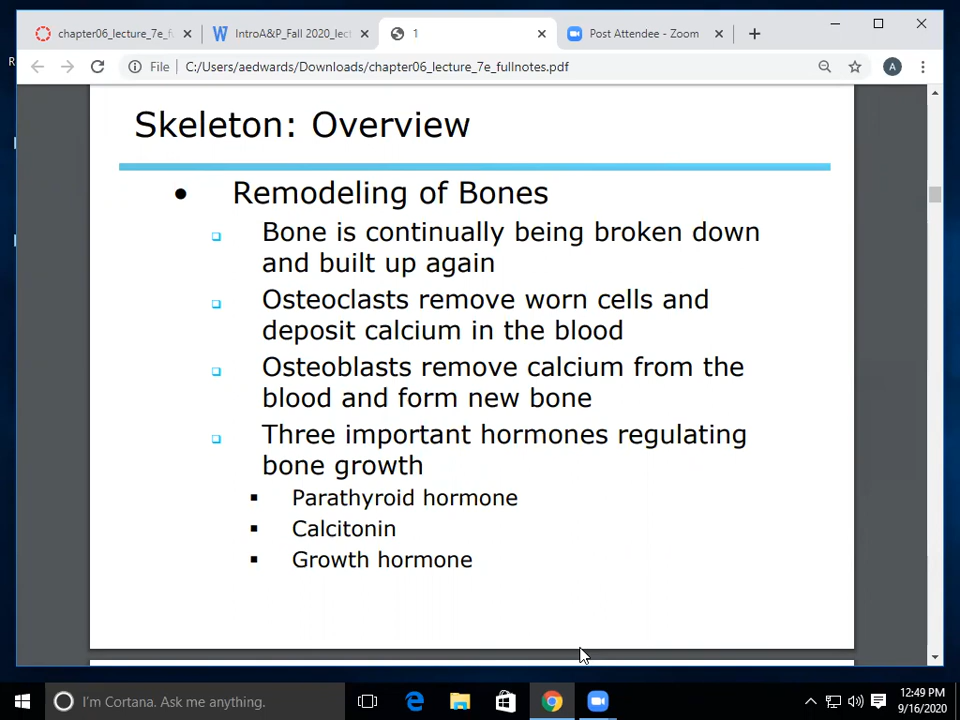 chapter06_lecture_7e_f
IntroA&P_Fall 2020_lect
1
Post Attendee - Zoom
File
C:/Users/aedwards/Downloads/chapter06_lecture_7e_fullnotes.pdf
A
Skeleton: Overview
• Remodeling of Bones
Bone is continually being broken down
and built up again
Osteoclasts remove worn cells and
deposit calcium in the blood
Osteoblasts remove calcium from the
blood and form new bone
Three important hormones regulating
bone growth
Parathyroid hormone
Calcitonin
Growth hormone
I'm Cortana. Ask me anything.
12:49 PM
9/16/2020